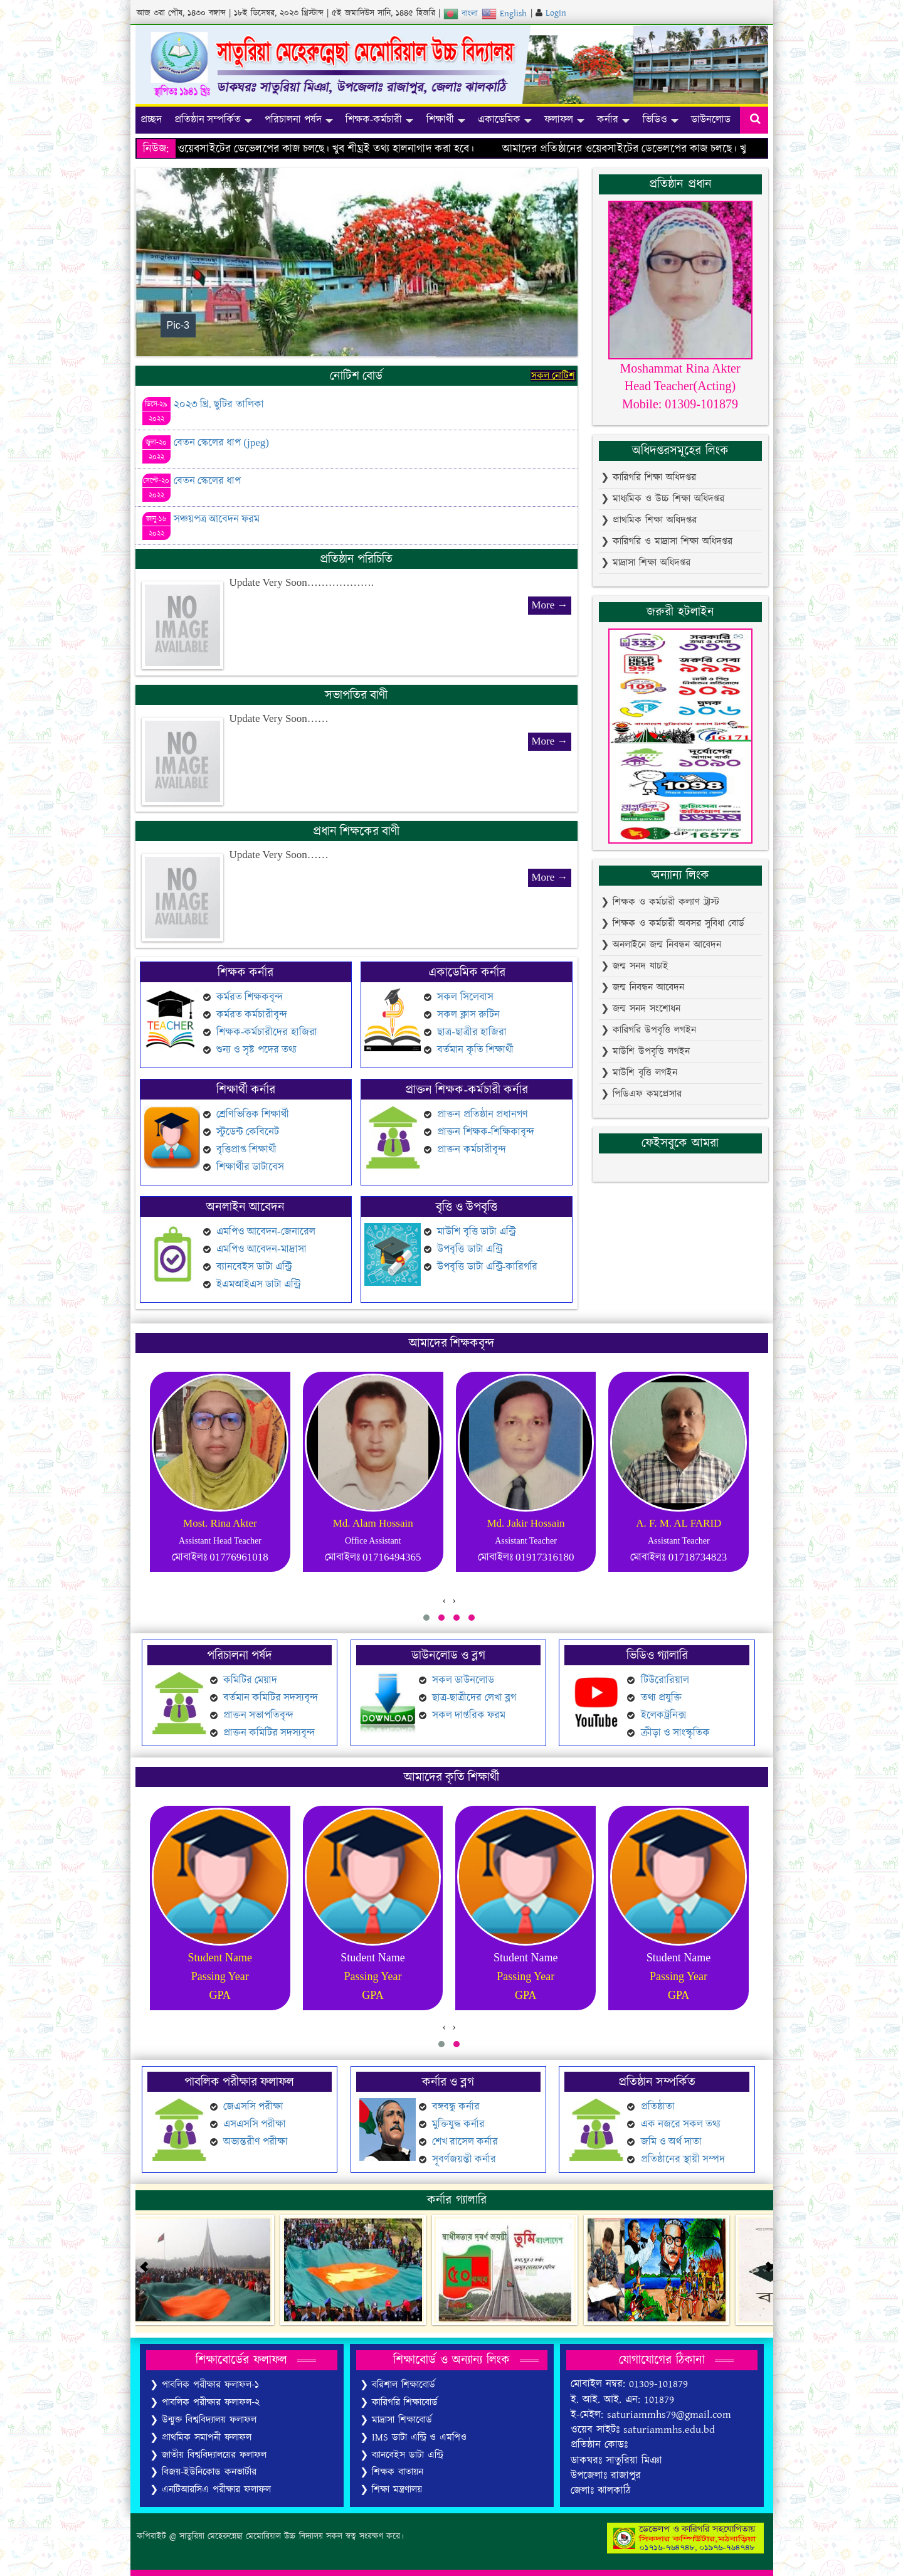 আজ ৩রা পৌষ, ১৪৩০ বঙ্গাব্দ | ১৮ই ডিসেম্বর, ২০২৩ খ্রিস্টাব্দ | ৫ই জমাদিউস সানি, ১৪৪৫ হিজরি | বাংলা English | Login
সাতুরিয়া মেহেরুন্নেছা মেমোরিয়াল উচ্চ বিদ্যালয়
ডাকঘরঃ সাতুরিয়া মিঞা, উপজেলাঃ রাজাপুর, জেলাঃ ঝালকাঠি
স্থাপিতঃ ১৯৪১ খ্রিঃ
প্রচ্ছদ প্রতিষ্ঠান সম্পর্কিত পরিচালনা পর্ষদ শিক্ষক-কর্মচারী শিক্ষার্থী একাডেমিক ফলাফল কর্নার ভিডিও ডাউনলোড
নিউজ: ওয়েবসাইটের ডেভেলপের কাজ চলছে। খুব শীঘ্রই তথ্য হালনাগাদ করা হবে। আমাদের প্রতিষ্ঠানের ওয়েবসাইটের ডেভেলপের কাজ চলছে। খু
Pic-3
নোটিশ বোর্ড
সকল নোটিশ
ডিসে-২৯
২০২২
২০২৩ খ্রি. ছুটির তালিকা
জুলা-২০
২০২২
বেতন স্কেলের ধাপ (jpeg)
সেপ্টে-২০
২০২২
বেতন স্কেলের ধাপ
জানু-১৬
২০২২
সঞ্চয়পত্র আবেদন ফরম
প্রতিষ্ঠান পরিচিতি
NO IMAGE AVAILABLE
Update Very Soon……………….
More →
সভাপতির বাণী
NO IMAGE AVAILABLE
Update Very Soon……
More →
প্রধান শিক্ষকের বাণী
NO IMAGE AVAILABLE
Update Very Soon……
More →
শিক্ষক কর্নার
TEACHER
কর্মরত শিক্ষকবৃন্দ
কর্মরত কর্মচারীবৃন্দ
শিক্ষক-কর্মচারীদের হাজিরা
শুন্য ও সৃষ্ট পদের তথ্য
একাডেমিক কর্নার
সকল সিলেবাস
সকল ক্লাস রুটিন
ছাত্র-ছাত্রীর হাজিরা
বর্তমান কৃতি শিক্ষার্থী
শিক্ষার্থী কর্নার
শ্রেণিভিত্তিক শিক্ষার্থী
স্টুডেন্ট কেবিনেট
বৃত্তিপ্রাপ্ত শিক্ষার্থী
শিক্ষার্থীর ডাটাবেস
প্রাক্তন শিক্ষক-কর্মচারী কর্নার
প্রাক্তন প্রতিষ্ঠান প্রধানগণ
প্রাক্তন শিক্ষক-শিক্ষিকাবৃন্দ
প্রাক্তন কর্মচারীবৃন্দ
অনলাইন আবেদন
এমপিও আবেদন-জেনারেল
এমপিও আবেদন-মাদ্রাসা
ব্যানবেইস ডাটা এন্ট্রি
ইএমআইএস ডাটা এন্ট্রি
বৃত্তি ও উপবৃত্তি
মাউশি বৃত্তি ডাটা এন্ট্রি
উপবৃত্তি ডাটা এন্ট্রি
উপবৃত্তি ডাটা এন্ট্রি-কারিগরি
প্রতিষ্ঠান প্রধান
Moshammat Rina Akter
Head Teacher(Acting)
Mobile: 01309-101879
অধিদপ্তরসমূহের লিংক
❯ কারিগরি শিক্ষা অধিদপ্তর
❯ মাধ্যমিক ও উচ্চ শিক্ষা অধিদপ্তর
❯ প্রাথমিক শিক্ষা অধিদপ্তর
❯ কারিগরি ও মাদ্রাসা শিক্ষা অধিদপ্তর
❯ মাদ্রাসা শিক্ষা অধিদপ্তর
জরুরী হটলাইন
সরকারি তথ্য ও সেবা
৩৩৩
জরুরি সেবা
৯৯৯
১০৯
দুদক
১০৬
16171
দুর্যোগের আগাম বার্তা
১০৯০
1098
১৬১২২
16575
অন্যান্য লিংক
❯ শিক্ষক ও কর্মচারী কল্যাণ ট্রাস্ট
❯ শিক্ষক ও কর্মচারী অবসর সুবিধা বোর্ড
❯ অনলাইনে জন্ম নিবন্ধন আবেদন
❯ জন্ম সনদ যাচাই
❯ জন্ম নিবন্ধন আবেদন
❯ জন্ম সনদ সংশোধন
❯ কারিগরি উপবৃত্তি লগইন
❯ মাউশি উপবৃত্তি লগইন
❯ মাউশি বৃত্তি লগইন
❯ পিডিএফ কমপ্রেসার
ফেইসবুকে আমরা
আমাদের শিক্ষকবৃন্দ
Most. Rina Akter
Assistant Head Teacher
মোবাইলঃ 01776961018
Md. Alam Hossain
Office Assistant
মোবাইলঃ 01716494365
Md. Jakir Hossain
Assistant Teacher
মোবাইলঃ 01917316180
A. F. M. AL FARID
Assistant Teacher
মোবাইলঃ 01718734823
‹ ›
পরিচালনা পর্ষদ
কমিটির মেয়াদ
বর্তমান কমিটির সদস্যবৃন্দ
প্রাক্তন সভাপতিবৃন্দ
প্রাক্তন কমিটির সদস্যবৃন্দ
ডাউনলোড ও ব্লগ
DOWNLOAD
সকল ডাউনলোড
ছাত্র-ছাত্রীদের লেখা ব্লগ
সকল দাপ্তরিক ফরম
ভিডিও গ্যালারি
YouTube
টিউরোরিয়াল
তথ্য প্রযুক্তি
ইলেকট্রনিক্স
ক্রীড়া ও সাংস্কৃতিক
আমাদের কৃতি শিক্ষার্থী
Student Name
Passing Year
GPA
Student Name
Passing Year
GPA
Student Name
Passing Year
GPA
Student Name
Passing Year
GPA
‹ ›
পাবলিক পরীক্ষার ফলাফল
জেএসসি পরীক্ষা
এসএসসি পরীক্ষা
অভ্যন্তরীণ পরীক্ষা
কর্নার ও ব্লগ
বঙ্গবন্ধু কর্নার
মুক্তিযুদ্ধ কর্নার
শেখ রাসেল কর্নার
সূবর্ণজয়ন্তী কর্নার
প্রতিষ্ঠান সম্পর্কিত
প্রতিষ্ঠাতা
এক নজরে সকল তথ্য
জমি ও অর্থ দাতা
প্রতিষ্ঠানের স্থায়ী সম্পদ
কর্নার গ্যালারি
স্বাধীনতার সুবর্ণ জয়ন্তী
তুমি
বাংলাদেশ
শিক্ষাবোর্ডের ফলাফল
❯ পাবলিক পরীক্ষার ফলাফল-১
❯ পাবলিক পরীক্ষার ফলাফল-২
❯ উন্মুক্ত বিশ্ববিদ্যালয় ফলাফল
❯ প্রাথমিক সমাপনী ফলাফল
❯ জাতীয় বিশ্ববিদ্যালয়ের ফলাফল
❯ বিজয়-ইউনিকোড কনভার্টার
❯ এনটিআরসিএ পরীক্ষার ফলাফল
শিক্ষাবোর্ড ও অন্যান্য লিংক
❯ বরিশাল শিক্ষাবোর্ড
❯ কারিগরি শিক্ষাবোর্ড
❯ মাদ্রাসা শিক্ষাবোর্ড
❯ IMS ডাটা এন্ট্রি ও এমপিও
❯ ব্যানবেইস ডাটা এন্ট্রি
❯ শিক্ষক বাতায়ন
❯ শিক্ষা মন্ত্রণালয়
যোগাযোগের ঠিকানা
মোবাইল নম্বর: 01309-101879
ই. আই. আই. এন: 101879
ই-মেইল: saturiammhs79@gmail.com
ওয়েব সাইটঃ saturiammhs.edu.bd
প্রতিষ্ঠান কোডঃ
ডাকঘরঃ সাতুরিয়া মিঞা
উপজেলাঃ রাজাপুর
জেলাঃ ঝালকাঠি
কপিরাইট @ সাতুরিয়া মেহেরুন্নেছা মেমোরিয়াল উচ্চ বিদ্যালয় সকল স্বত্ব সংরক্ষণ করে।
ডেভেলপ ও কারিগরি সহযোগিতায়
সিকদার কম্পিউটার,মঠবাড়িয়া
০১৭১৬-৭৬৪৭৪৮, ০১৯৭৬-৭৬৪৭৪৮